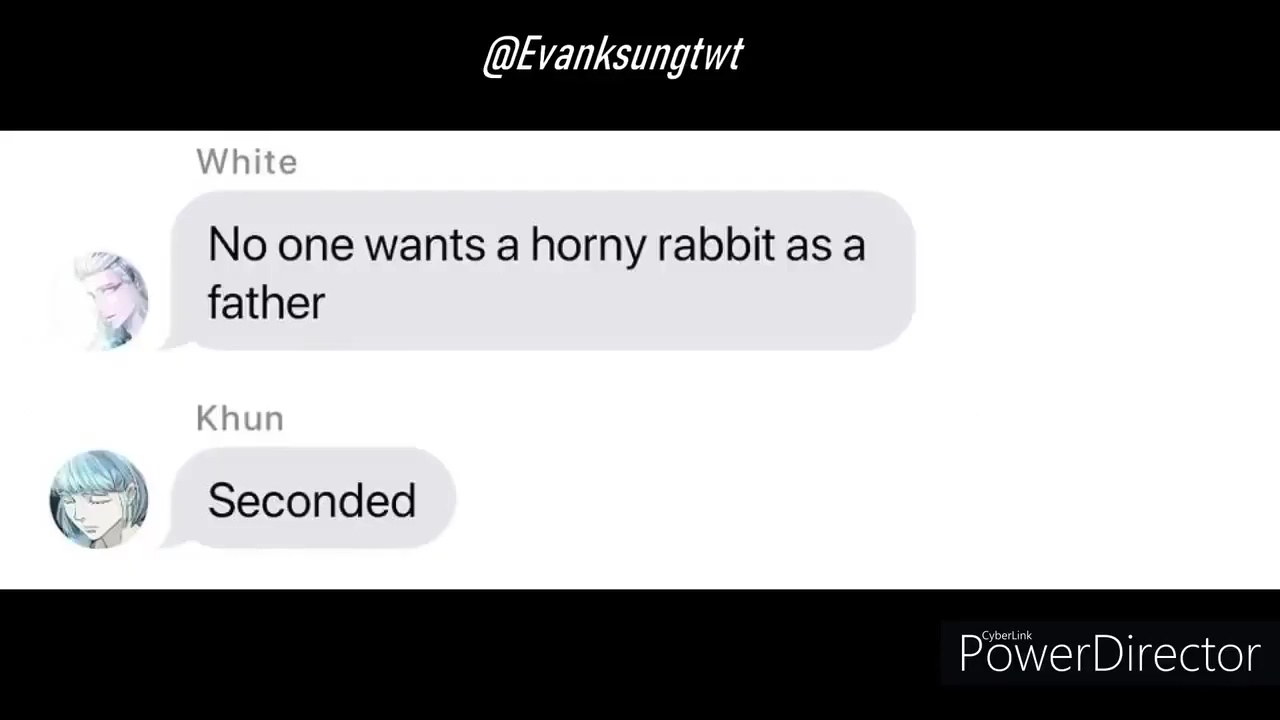 @Evanksungtwt
White
No one wants a horny rabbit as a
father
Khun
Seconded
CyberLink
PowerDirector